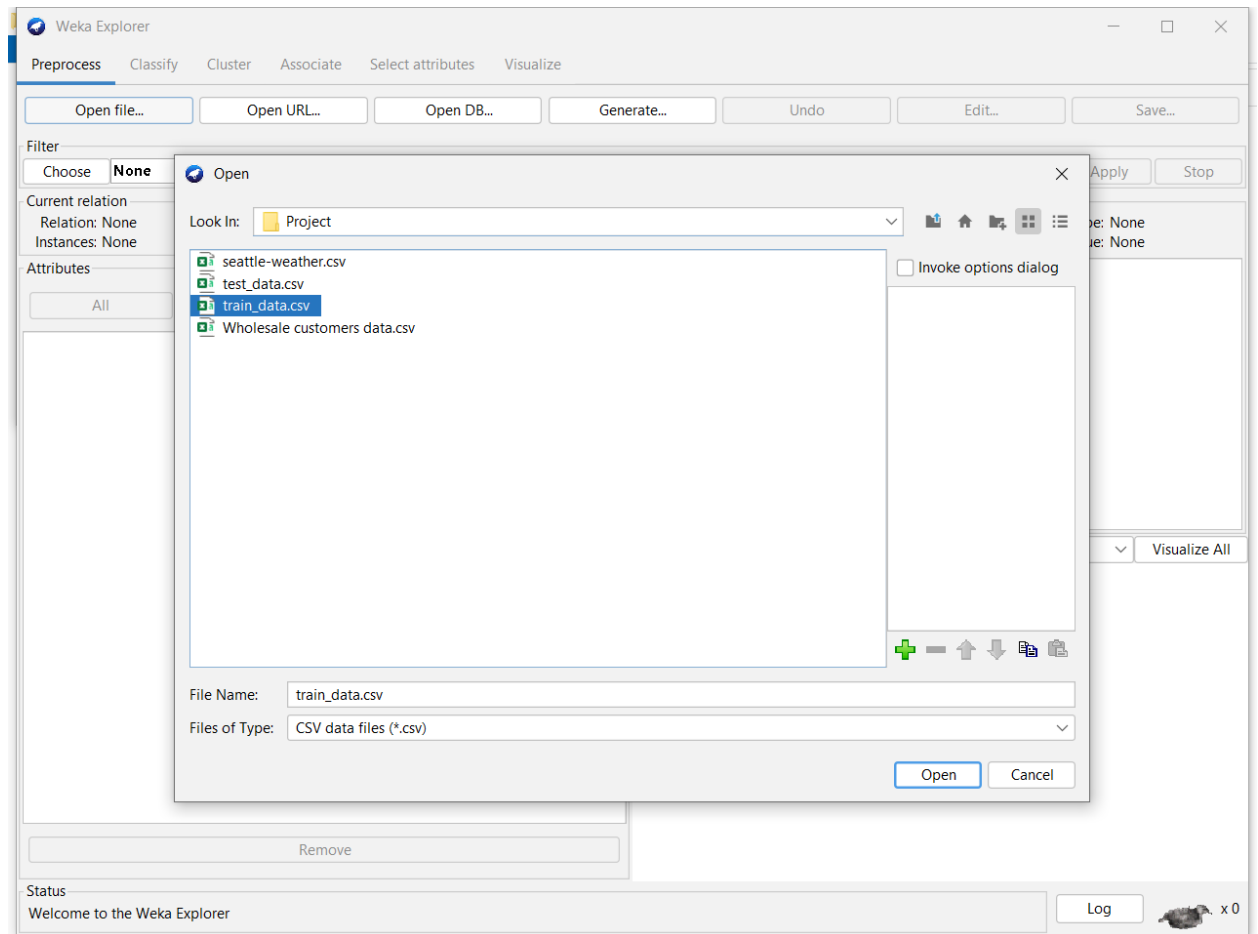 Weka Explorer
Preprocess Classify Cluster Associate Select attributes Visualize
Open file... Open URL... Open DB... Generate... Undo Edit... Save...
Filter
Choose None Apply Stop
Open
Current relation
Relation: None
Instances: None
None
None
Look In: Project
Attributes
All
seattle-weather.csv
test_data.csv
train_data.csv
Wholesale customers data.csv
Invoke options dialog
Visualize All
File Name: train_data.csv
Files of Type: CSV data files (*.csv)
Open Cancel
Remove
Status
Welcome to the Weka Explorer
Log x 0